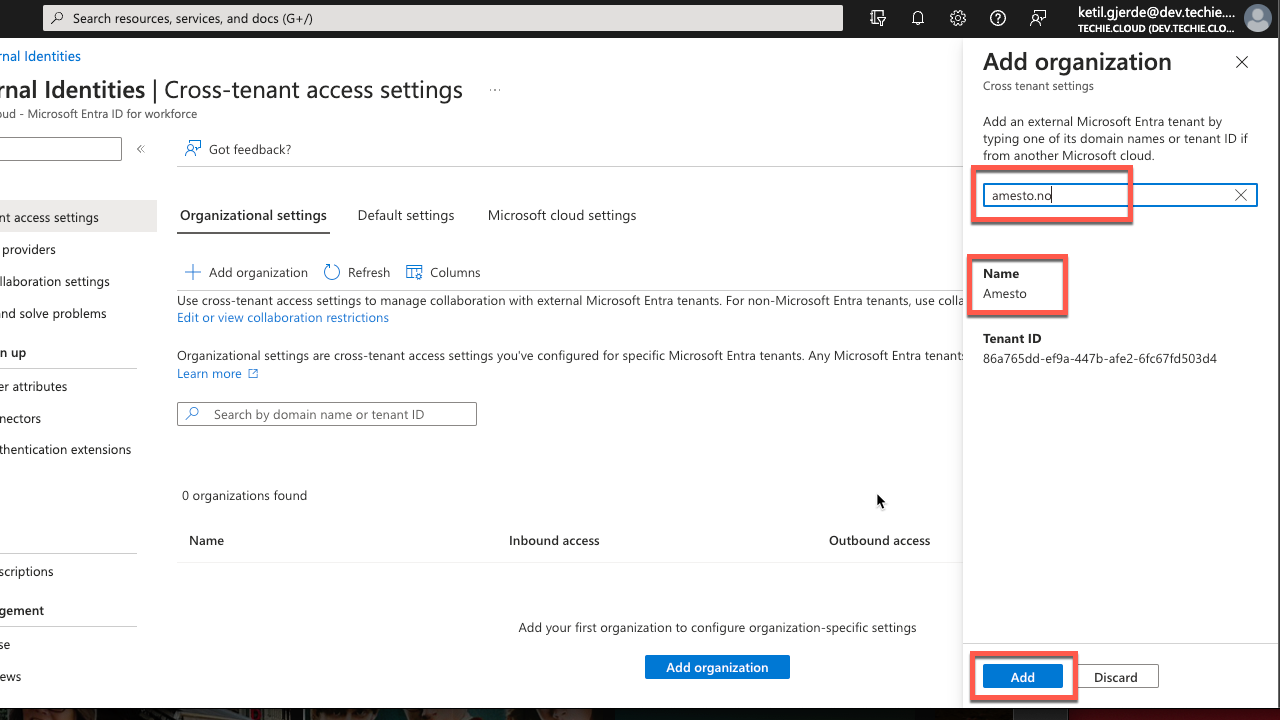 Search resources, services, and docs (G+/)
ketil.gjerde@dev.techie....
TECHIE.CLOUD (DEV.TECHIE.CLO...
rnal Identities
rnal Identities | Cross-tenant access settings
...
oud - Microsoft Entra ID for workforce
«
Got feedback?
nt access settings
providers
llaboration settings
nd solve problems
n up
er attributes
nnectors
thentication extensions
scriptions
gement
se
ews
Organizational settings
Default settings
Microsoft cloud settings
Add organization
Refresh
Columns
Use cross-tenant access settings to manage collaboration with external Microsoft Entra tenants. For non-Microsoft Entra tenants, use colla
Edit or view collaboration restrictions
Organizational settings are cross-tenant access settings you've configured for specific Microsoft Entra tenants. Any Microsoft Entra tenants
Learn more
Search by domain name or tenant ID
0 organizations found
Name
Inbound access
Outbound access
Add your first organization to configure organization-specific settings
Add organization
Add organization
Cross tenant settings
Add an external Microsoft Entra tenant by
typing one of its domain names or tenant ID if
from another Microsoft cloud.
amesto.no
Name
Amesto
Tenant ID
86a765dd-ef9a-447b-afe2-6fc67fd503d4
Add
Discard